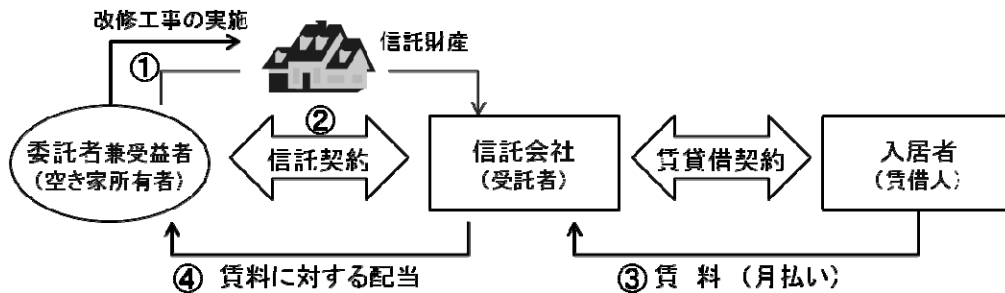 改修工事の実施
①
信託財産
②
委託者兼受益者
(空き家所有者)
信託契約
信託会社
(受託者)
賃貸借契約
入居者
(賃借人)
④ 賃料に対する配当
③ 賃 料 (月払い)